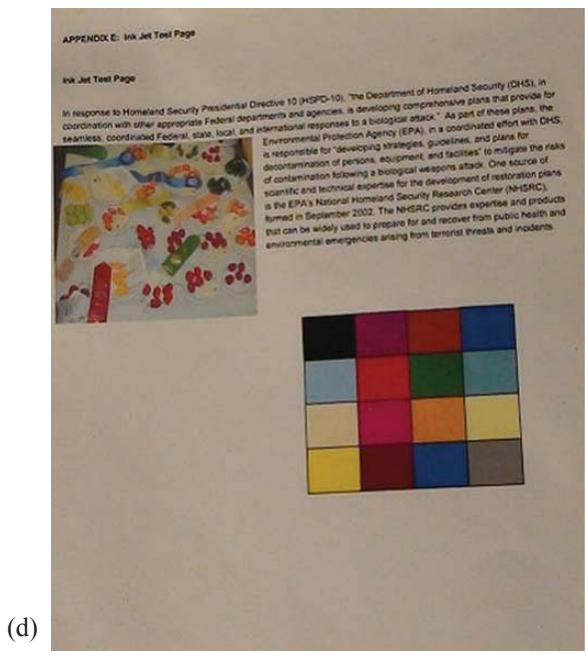 APPENDIX E: Ink Jet Test Page
Ink Jet Test Page
In response to Homeland Security Presidential Directive 10 (HSPD-10), "the Department of Homeland Security (DHS), in
coordination with other appropriate Federal departments and agencies, is developing comprehensive plans that provide for
seamless, coordinated Federal, state, local, and international responses to a biological attack." As part of these plans, the
Environmental Protection Agency (EPA), in a coordinated effort with DHS,
is responsible for "developing strategies, guidelines, and plans for
decontamination of persons, equipment, and facilities" to mitigate the risks
of contamination following a biological weapons attack. One source of
scientific and technical expertise for the development of restoration plans
is the EPA's National Homeland Security Research Center (NHSRC),
formed in September 2002. The NHSRC provides expertise and products
that can be widely used to prepare for and recover from public health and
environmental emergencies arising from terrorist threats and incidents.
(d)